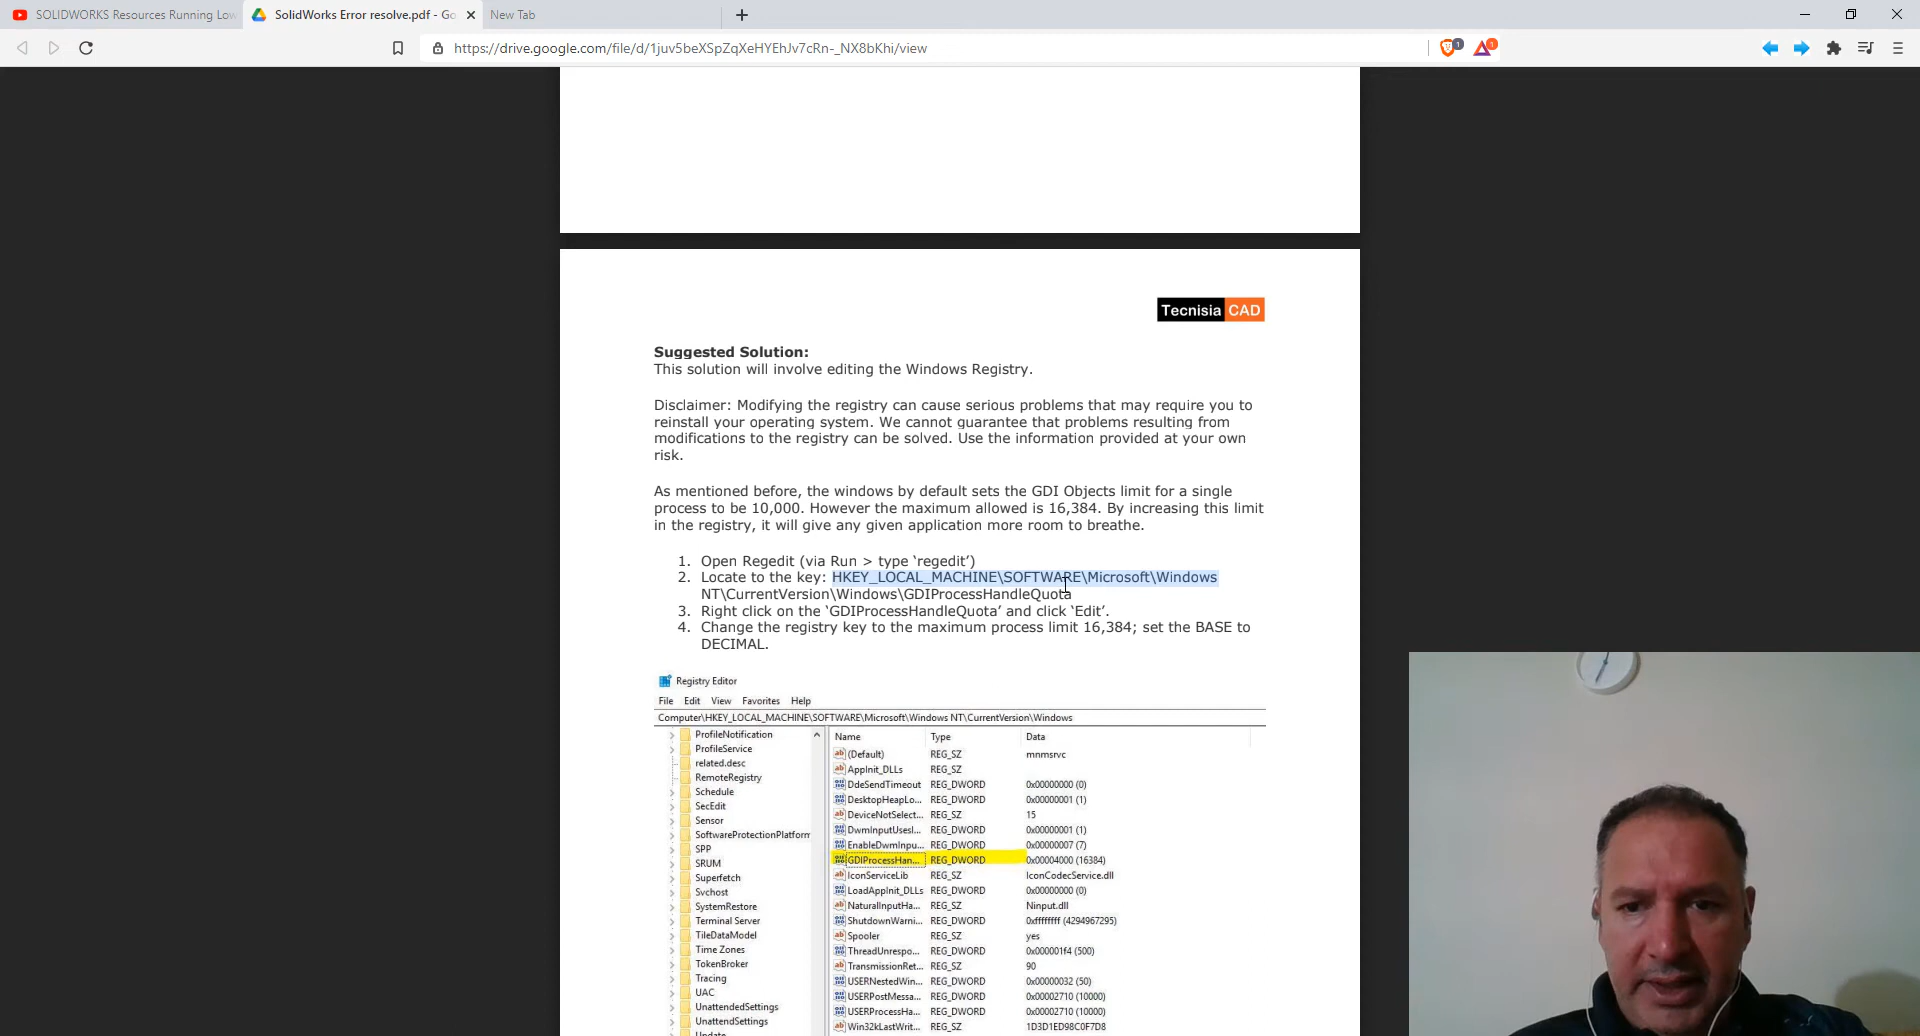 SOLIDWORKS Resources Running Low
SolidWorks Error resolve.pdf - Go
New Tab
https://drive.google.com/file/d/1juv5beXSpZqXeHYEhJv7cRn-_NX8bKhi/view
1
1
Tecnisia CAD
Suggested Solution:
This solution will involve editing the Windows Registry.
Disclaimer: Modifying the registry can cause serious problems that may require you to
reinstall your operating system. We cannot guarantee that problems resulting from
modifications to the registry can be solved. Use the information provided at your own
risk.
As mentioned before, the windows by default sets the GDI Objects limit for a single
process to be 10,000. However the maximum allowed is 16,384. By increasing this limit
in the registry, it will give any given application more room to breathe.
1. Open Regedit (via Run > type ‘regedit’)
2. Locate to the key: HKEY_LOCAL_MACHINE\SOFTWARE\Microsoft\Windows
NT\CurrentVersion\Windows\GDIProcessHandleQuota
3. Right click on the ‘GDIProcessHandleQuota’ and click ‘Edit’.
4. Change the registry key to the maximum process limit 16,384; set the BASE to
DECIMAL.
Registry Editor
File Edit View Favorites Help
Computer\HKEY_LOCAL_MACHINE\SOFTWARE\Microsoft\Windows NT\CurrentVersion\Windows
ProfileNotification
ProfileService
related.desc
RemoteRegistry
Schedule
SecEdit
Sensor
SoftwareProtectionPlatform
SPP
SRUM
Superfetch
Svchost
SystemRestore
Terminal Server
TileDataModel
Time Zones
TokenBroker
Tracing
UAC
UnattendedSettings
UnattendSettings
Update
Name Type Data
(Default) REG_SZ mnmsrvc
AppInit_DLLs REG_SZ
DdeSendTimeout REG_DWORD 0x00000000 (0)
DesktopHeapLo... REG_DWORD 0x00000001 (1)
DeviceNotSelect... REG_SZ 15
DwmInputUsesI... REG_DWORD 0x00000001 (1)
EnableDwmInpu... REG_DWORD 0x00000007 (7)
GDIProcessHan... REG_DWORD 0x00004000 (16384)
IconServiceLib REG_SZ IconCodecService.dll
LoadAppInit_DLLs REG_DWORD 0x00000000 (0)
NaturalInputHa... REG_SZ Ninput.dll
ShutdownWarni... REG_DWORD 0xffffffff (4294967295)
Spooler REG_SZ yes
ThreadUnrespo... REG_DWORD 0x000001f4 (500)
TransmissionRet... REG_SZ 90
USERNestedWin... REG_DWORD 0x00000032 (50)
USERPostMessa... REG_DWORD 0x00002710 (10000)
USERProcessHa... REG_DWORD 0x00002710 (10000)
Win32kLastWrit... REG_SZ 1D3D1ED98C0F7D8